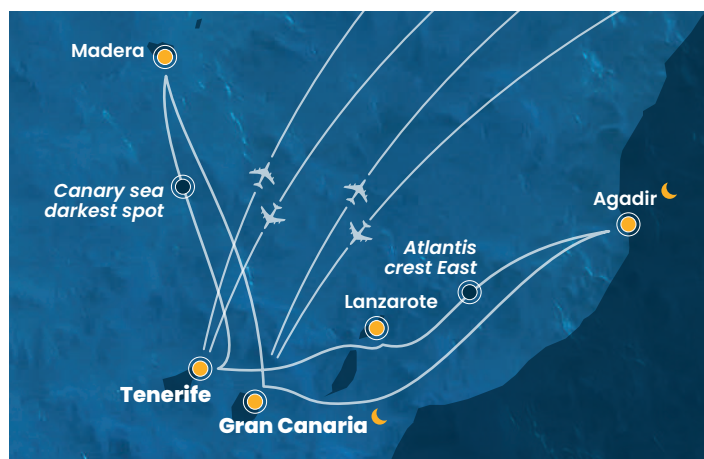 Madera
Canary sea
darkest spot
Agadir
Atlantis
crest East
Lanzarote
Tenerife
Gran Canaria